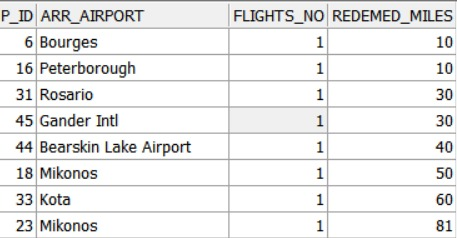 P_ID ARR_AIRPORT FLIGHTS_NO REDEMED_MILES
6 Bourges 1 10
16 Peterborough 1 10
31 Rosario 1 30
45 Gander Intl 1 30
44 Bearskin Lake Airport 1 40
18 Mikonos 1 50
33 Kota 1 60
23 Mikonos 1 81